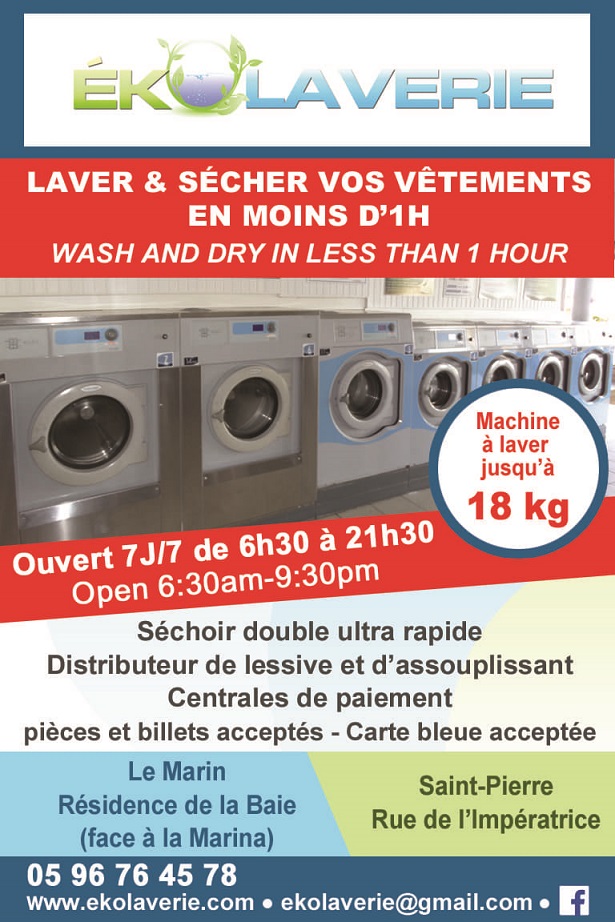 ÉKOLAVERIE
LAVER & SÉCHER VOS VÊTEMENTS
EN MOINS D'1H
WASH AND DRY IN LESS THAN 1 HOUR
Machine
à laver
jusqu'à
18 kg
Ouvert 7J/7 de 6h30 à 21h30
Open 6:30am-9:30pm
Séchoir double ultra rapide
Distributeur de lessive et d'assouplissant
Centrales de paiement
pièces et billets acceptés - Carte bleue acceptée
Le Marin
Résidence de la Baie
(face à la Marina)
Saint-Pierre
Rue de l'Impératrice
05 96 76 45 78
www.ekolaverie.com ● ekolaverie@gmail.com ● f